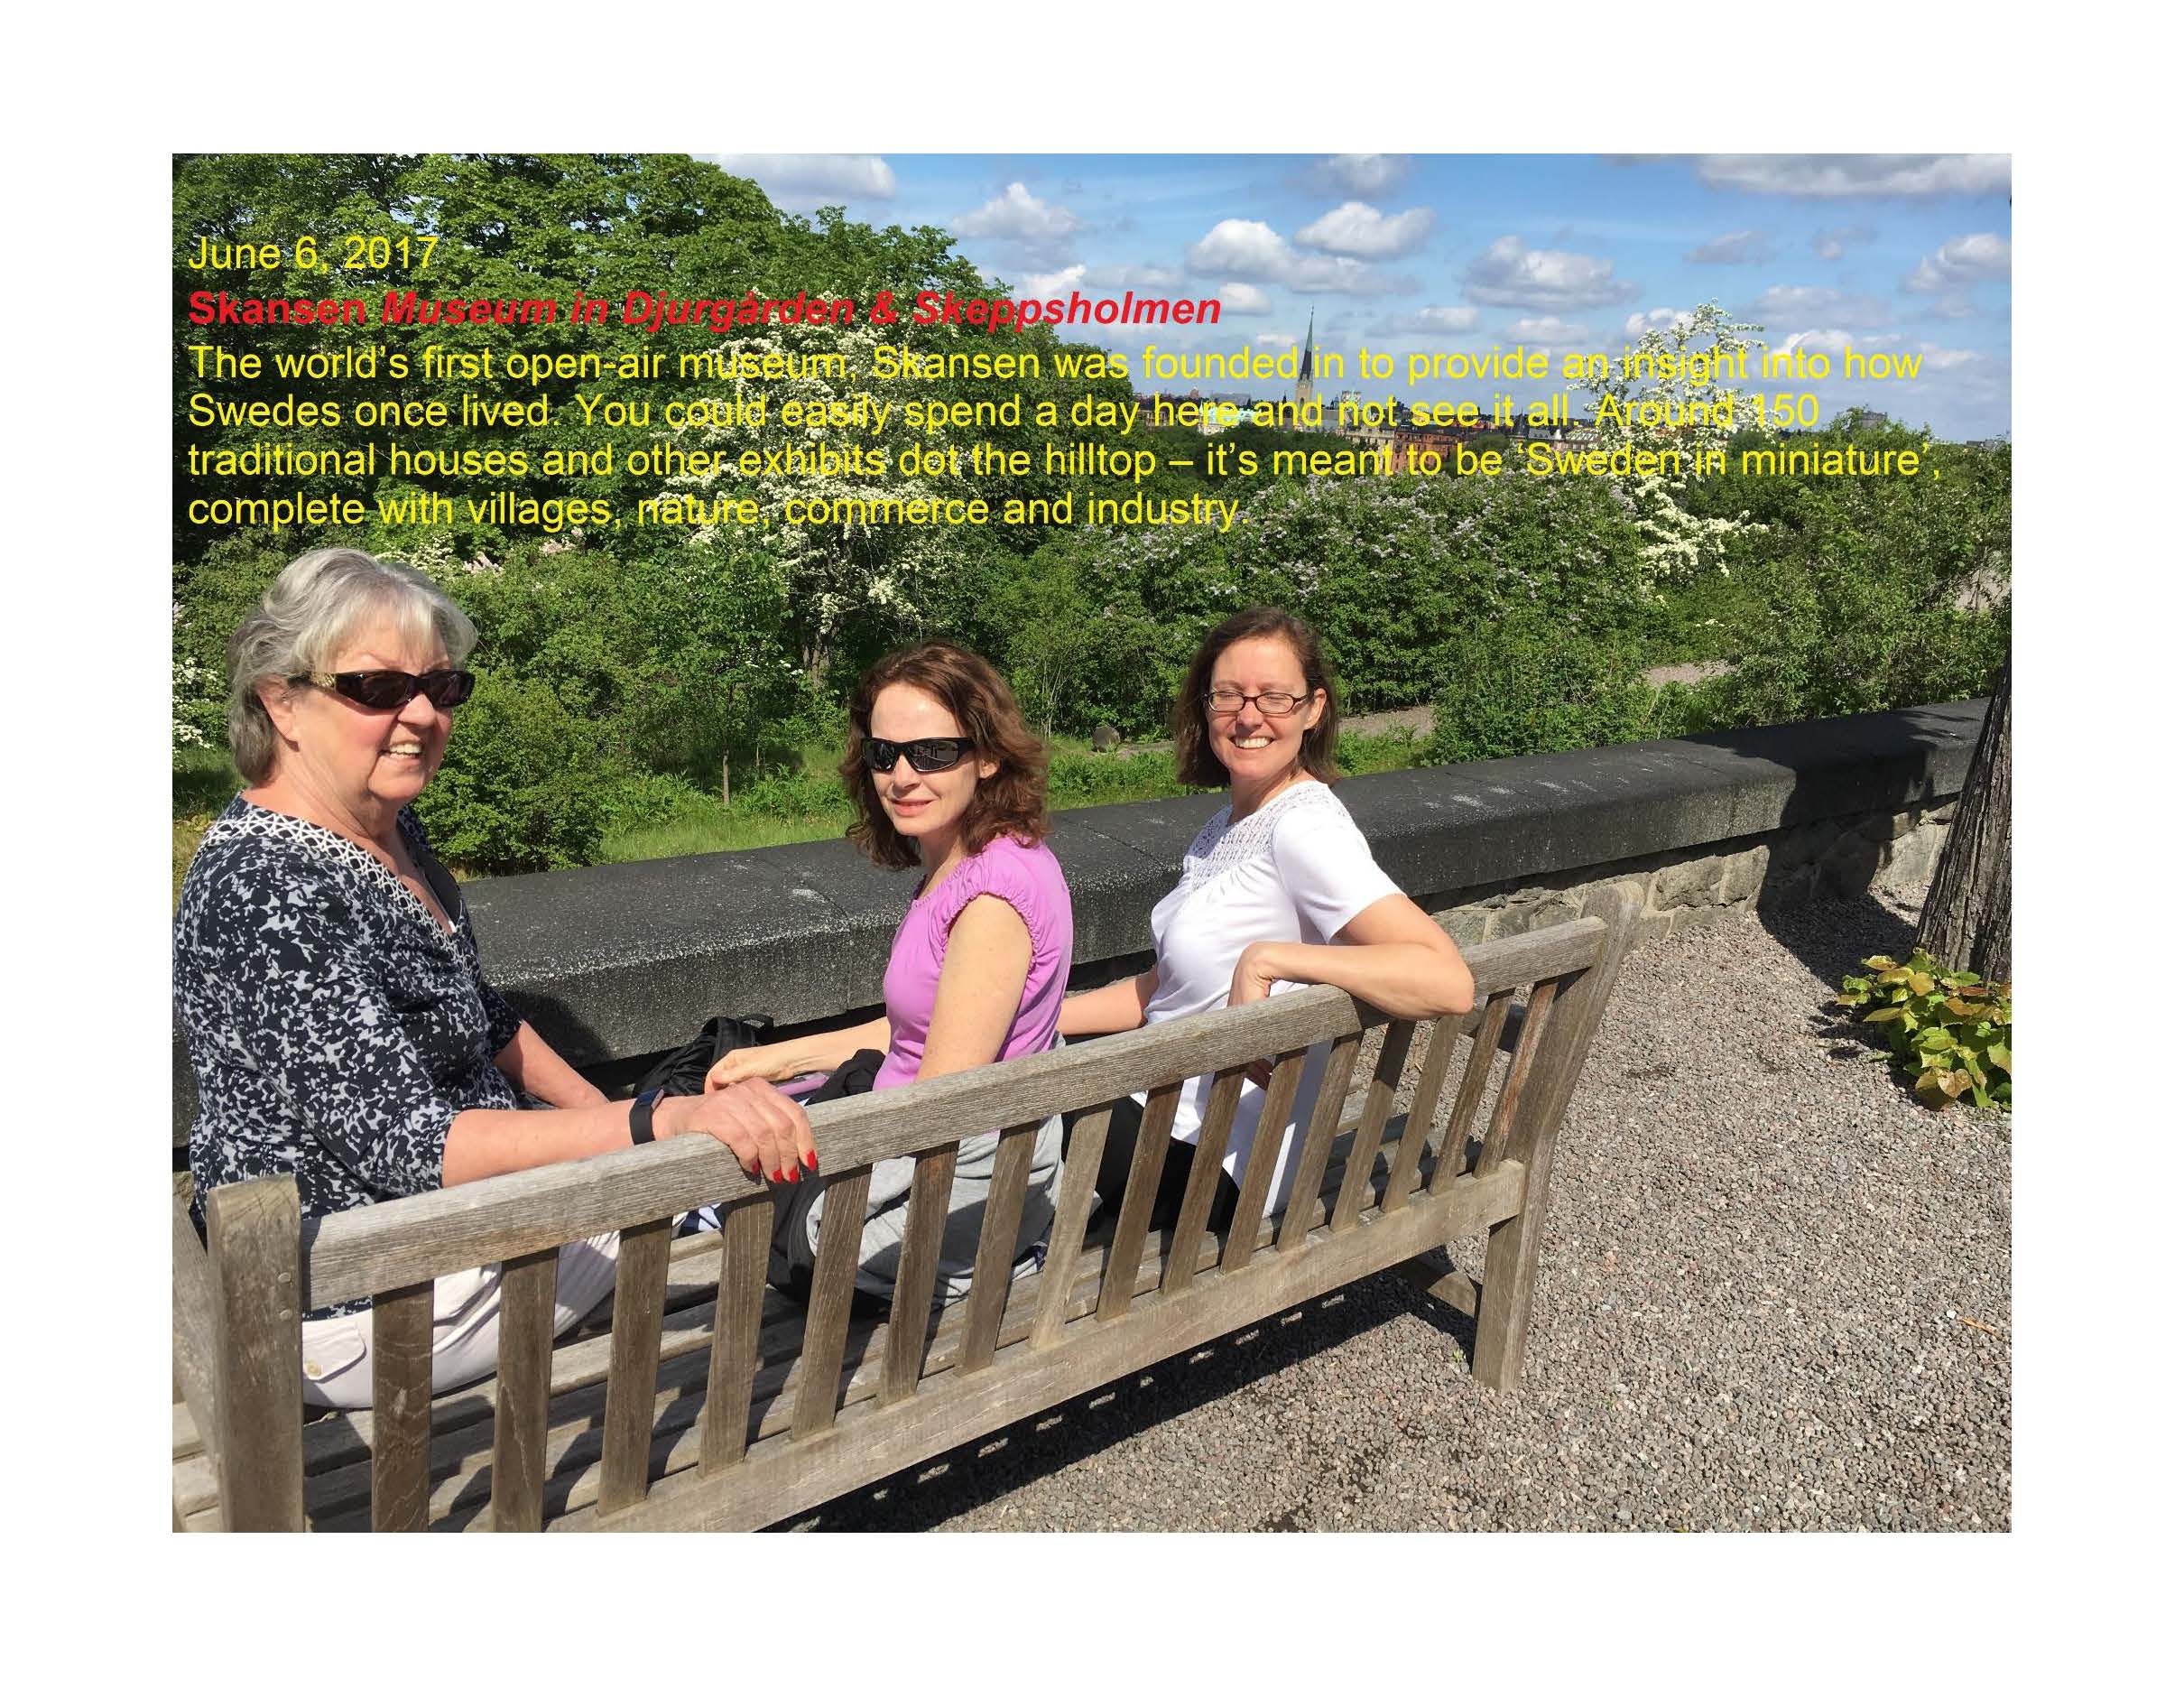 June 6, 2017
Skansen Museum in Djurgården & Skeppsholmen
The world’s first open-air museum, Skansen was founded in to provide an insight into how
Swedes once lived. You could easily spend a day here and not see it all. Around 150
traditional houses and other exhibits dot the hilltop – it’s meant to be ‘Sweden in miniature’,
complete with villages, nature, commerce and industry.